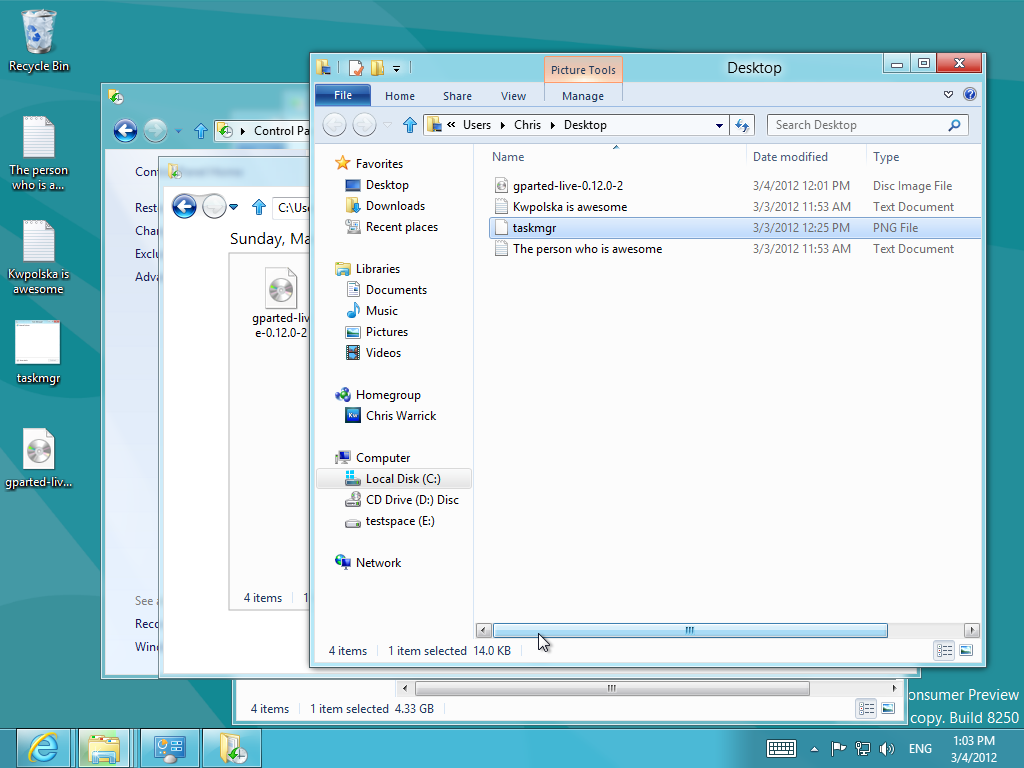 Recycle Bin
The person
who is a...
Kwpolska is
awesome
taskmgr
gparted-liv...
Control Pa
Rest
Char
Exclu
Adva
See a
Reco
Wind
C:\Use
Sunday, Ma
gparted-liv
e-0.12.0-2
4 items
Picture Tools
Desktop
File
Home
Share
View
Manage
« Users
Chris
Desktop
Search Desktop
Favorites
Desktop
Downloads
Recent places
Libraries
Documents
Music
Pictures
Videos
Homegroup
Chris Warrick
Computer
Local Disk (C:)
CD Drive (D:) Disc
testspace (E:)
Network
Name
Date modified
Type
gparted-live-0.12.0-2
3/4/2012 12:01 PM
Disc Image File
Kwpolska is awesome
3/3/2012 11:53 AM
Text Document
taskmgr
3/3/2012 12:25 PM
PNG File
The person who is awesome
3/3/2012 11:53 AM
Text Document
4 items
1 item selected
14.0 KB
4 items
1 item selected
4.33 GB
onsumer Preview
copy. Build 8250
ENG
1:03 PM
3/4/2012